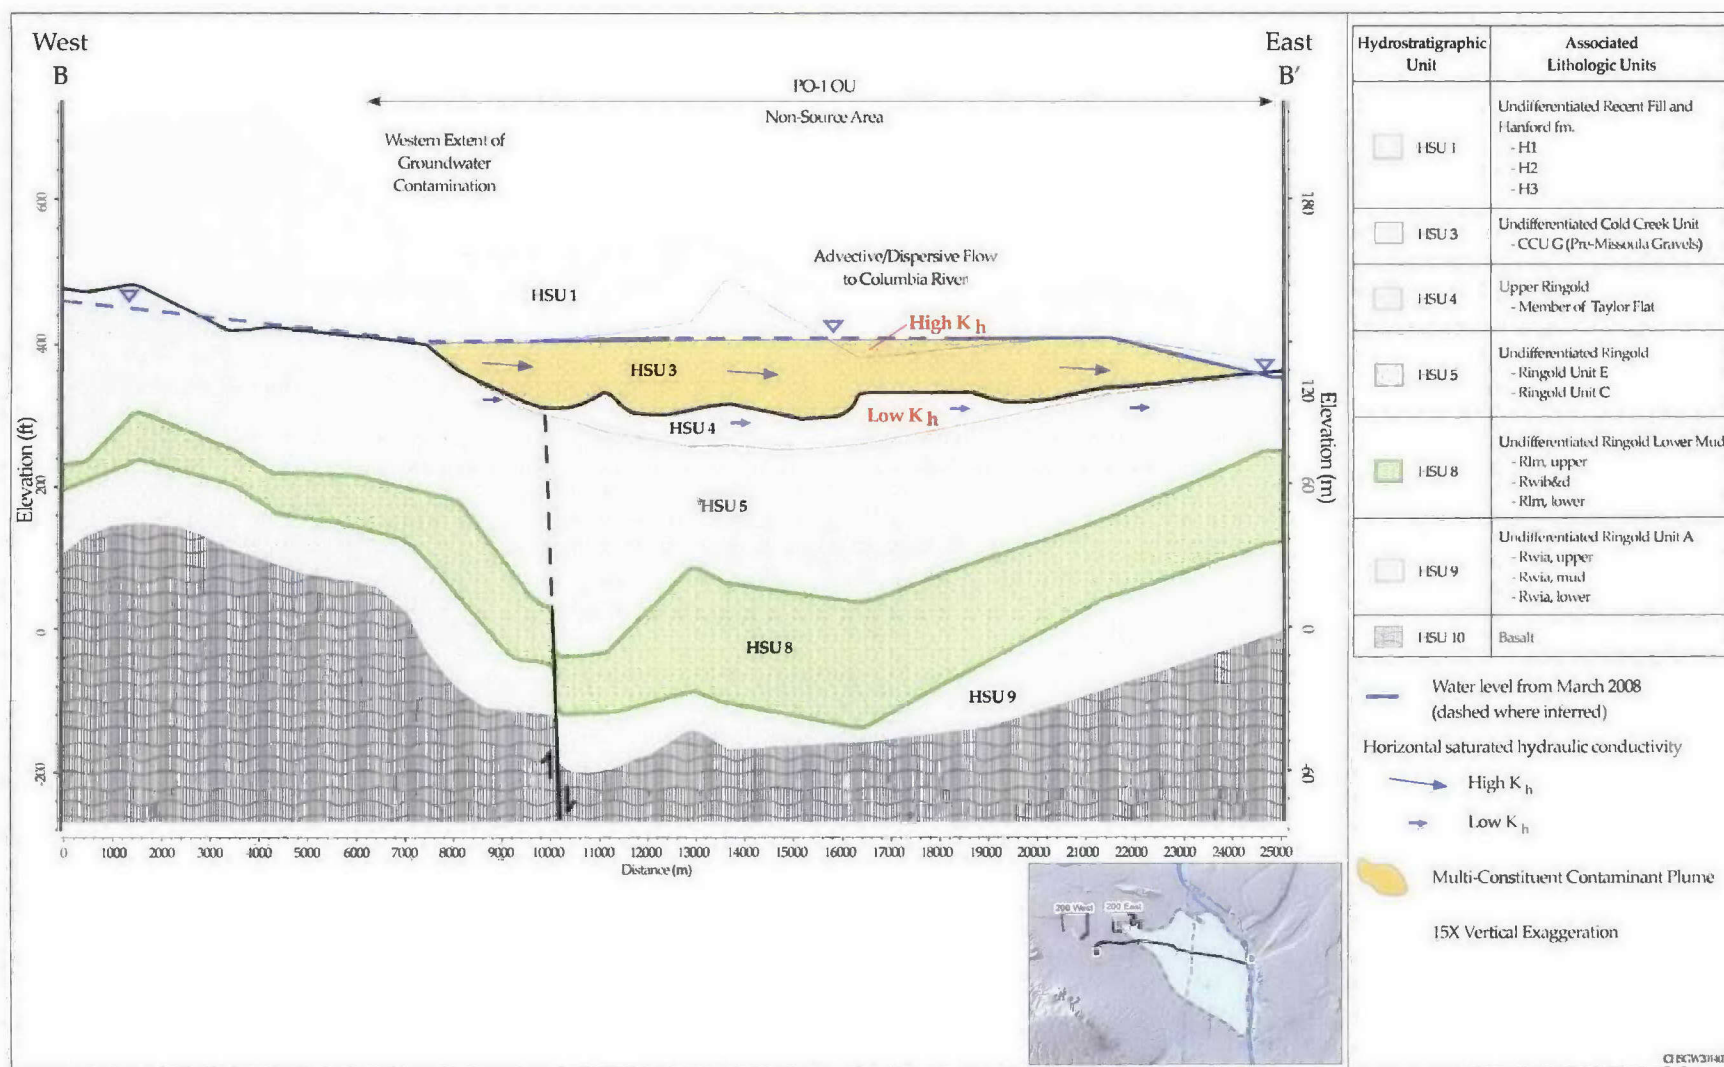 West
B
East
B'
PO-1 OU
Non-Source Area
Western Extent of
Groundwater
Contamination
Advective/Dispersive Flow
to Columbia River
HSU 1
High K h
HSU 3
Low K h
HSU 4
HSU 5
HSU 8
HSU 9
Elevation (ft)
600
400
200
0
-200
Elevation (m)
180
120
60
0
-60
0 1000 2000 3000 4000 5000 6000 7000 8000 9000 10000 11000 12000 13000 14000 15000 16000 17000 18000 19000 20000 21000 22000 23000 24000 25000
Distance (m)
200 West
200 East
Hydrostratigraphic
Unit
Associated
Lithologic Units
HSU 1
Undifferentiated Recent Fill and
Hanford fm.
- H1
- H2
- H3
HSU 3
Undifferentiated Cold Creek Unit
- CCU G (Pre-Missoula Gravels)
HSU 4
Upper Ringold
- Member of Taylor Flat
HSU 5
Undifferentiated Ringold
- Ringold Unit E
- Ringold Unit C
HSU 8
Undifferentiated Ringold Lower Mud
- Rlm, upper
- Rwib&d
- Rlm, lower
HSU 9
Undifferentiated Ringold Unit A
- Rwia, upper
- Rwia, mud
- Rwia, lower
HSU 10
Basalt
Water level from March 2008
(dashed where inferred)
Horizontal saturated hydraulic conductivity
High K h
Low K h
Multi-Constituent Contaminant Plume
15X Vertical Exaggeration